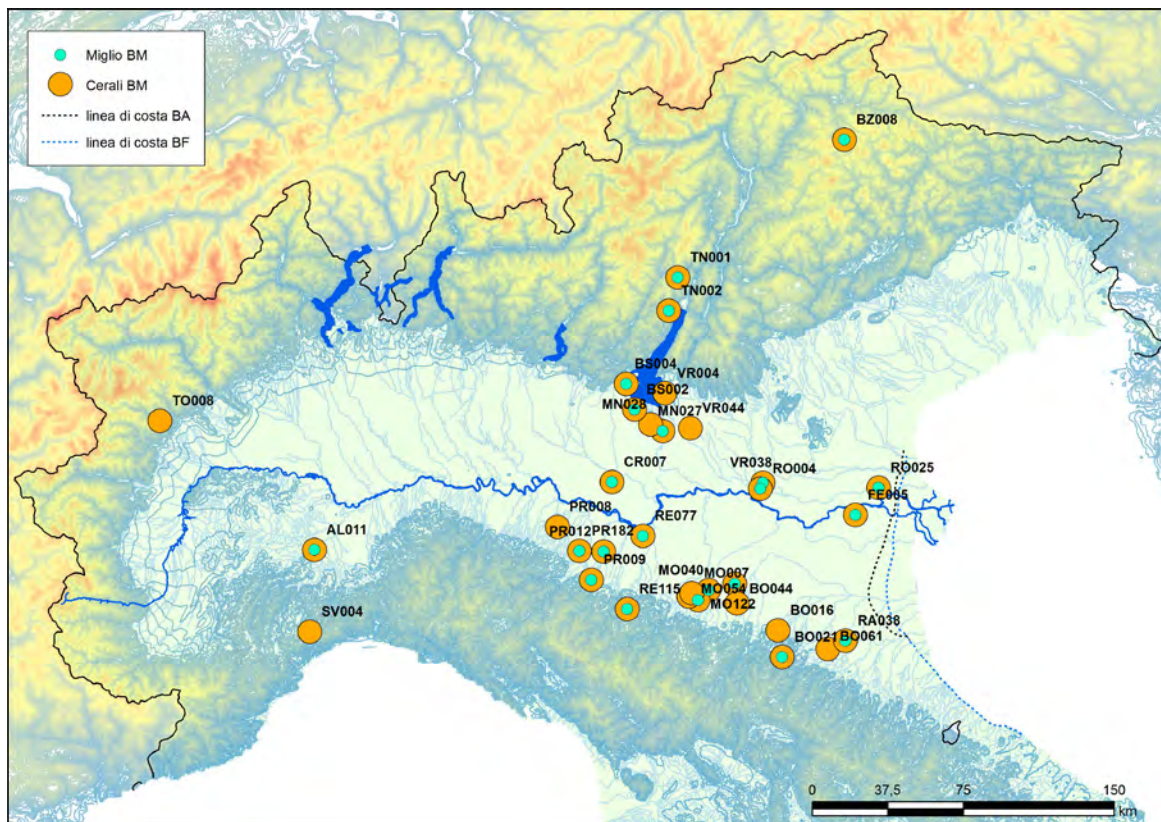 Miglio BM
Cerali BM
linea di costa BA
linea di costa BF
BZ008
TN001
TN002
BS004
VR004
BS002
TO008
MN028
MN027
VR044
CR007
VR038
RO004
RO025
FE005
PR008
RE077
AL011
PR012
PR182
PR009
MO040
MO007
RE115
MO054
BO044
MO122
SV004
BO016
RA038
BO021
BO061
0 37,5 75 150
km